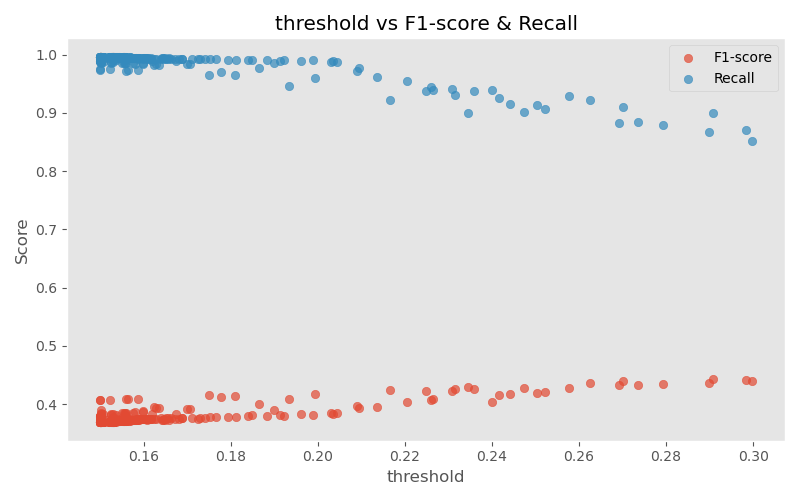 threshold vs F1-score & Recall
F1-score
Recall
Score
1.0
0.9
0.8
0.7
0.6
0.5
0.4
0.16 0.18 0.20 0.22 0.24 0.26 0.28 0.30
threshold